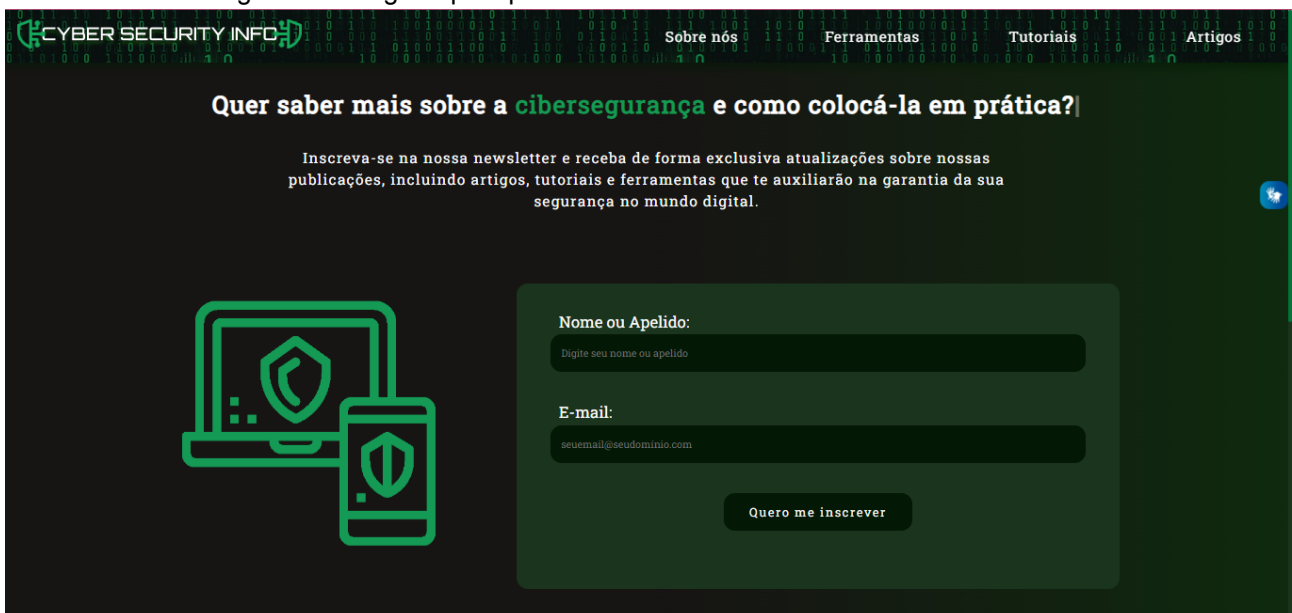 CYBER SECURITY INFO
Sobre nós
Ferramentas
Tutoriais
Artigos
Quer saber mais sobre a cibersegurança e como colocá-la em prática?
Inscreva-se na nossa newsletter e receba de forma exclusiva atualizações sobre nossas
publicações, incluindo artigos, tutoriais e ferramentas que te auxiliarão na garantia da sua
segurança no mundo digital.
Nome ou Apelido:
Digite seu nome ou apelido
E-mail:
seuemail@seudominio.com
Quero me inscrever